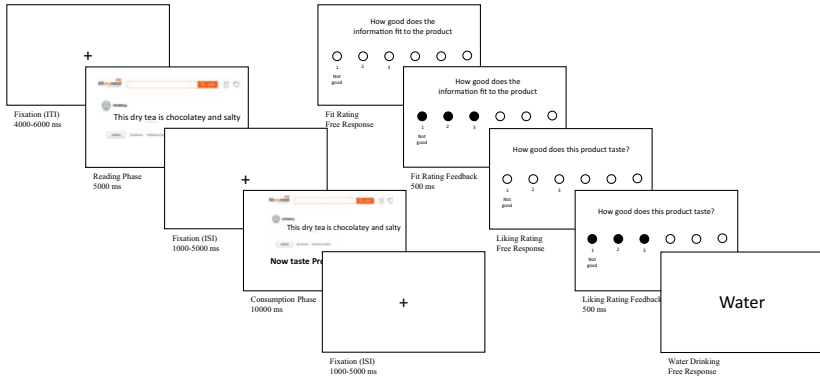 +
Fixation (ITI)
4000-6000 ms
This dry tea is chocolatey and salty
Reading Phase
5000 ms
+
Fixation (ISI)
1000-5000 ms
This dry tea is chocolatey and salty
Now taste
Consumption Phase
10000 ms
+
Fixation (ISI)
1000-5000 ms
How good does the
information fit to the product
1 2 3
Not
good
Fit Rating
Free Response
How good does the
information fit to the product
1 2 3
Not
good
Fit Rating Feedback
500 ms
How good does this product taste?
1 2 3
Not
good
Liking Rating
Free Response
How good does this product taste?
1 2 3
Not
good
Liking Rating Feedback
500 ms
Water
Water Drinking
Free Response